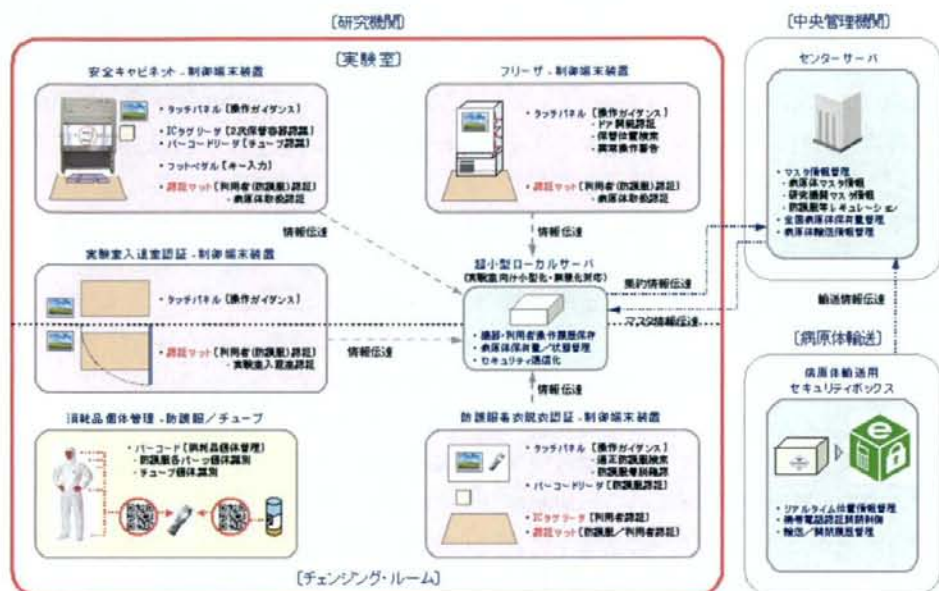 [研究機関]
[中央管理機関]
[実験室]
安全キャビネット - 制御端末装置
・タッチパネル [操作ガイダンス]
・ICタグリーダ [2次保管容器認識]
・バーコードリーダ [チューブ認識]
・フットペダル [キー入力]
・認証マット [利用者(防護服)認証]
- 病原体取扱認証
フリーザ - 制御端末装置
・タッチパネル [操作ガイダンス]
- ドア開錠認証
- 保管位置検索
- 異常操作警告
・認証マット [利用者(防護服)認証]
- 病原体取扱認証
センターサーバ
・マスタ情報管理
- 病原体マスタ情報
- 研究機関マスタ情報
- 防護服等レギュレーション
・全国病原体保有量管理
・病原体輸送情報管理
情報伝達
情報伝達
実験室入退室認証 - 制御端末装置
・タッチパネル [操作ガイダンス]
・認証マット [利用者(防護服)認証]
- 実験室入退室認証
情報伝達
超小型ローカルサーバ
(実験室向け小型化・隔離化対応)
・機器・利用者操作履歴保存
・病原体保有量/状態管理
・セキュリティ通信化
集約情報伝達
マスタ情報伝達
輸送情報伝達
情報伝達
[病原体輸送]
病原体輸送用
セキュリティボックス
e
・リアルタイム位置情報管理
・携帯電話認証開閉制御
・輸送/開閉履歴管理
消耗品個体管理 - 防護服/チューブ
・バーコード [消耗品個体管理]
- 防護服各パーツ個体識別
- チューブ個体識別
防護服着衣脱衣認証 - 制御端末装置
・タッチパネル [操作ガイダンス]
- 適正防護服検索
- 防護服着脱確認
・バーコードリーダ [防護服認証]
・ICタグリーダ [利用者認証]
・認証マット [防護服/利用者認証]
[チェンジング・ルーム]